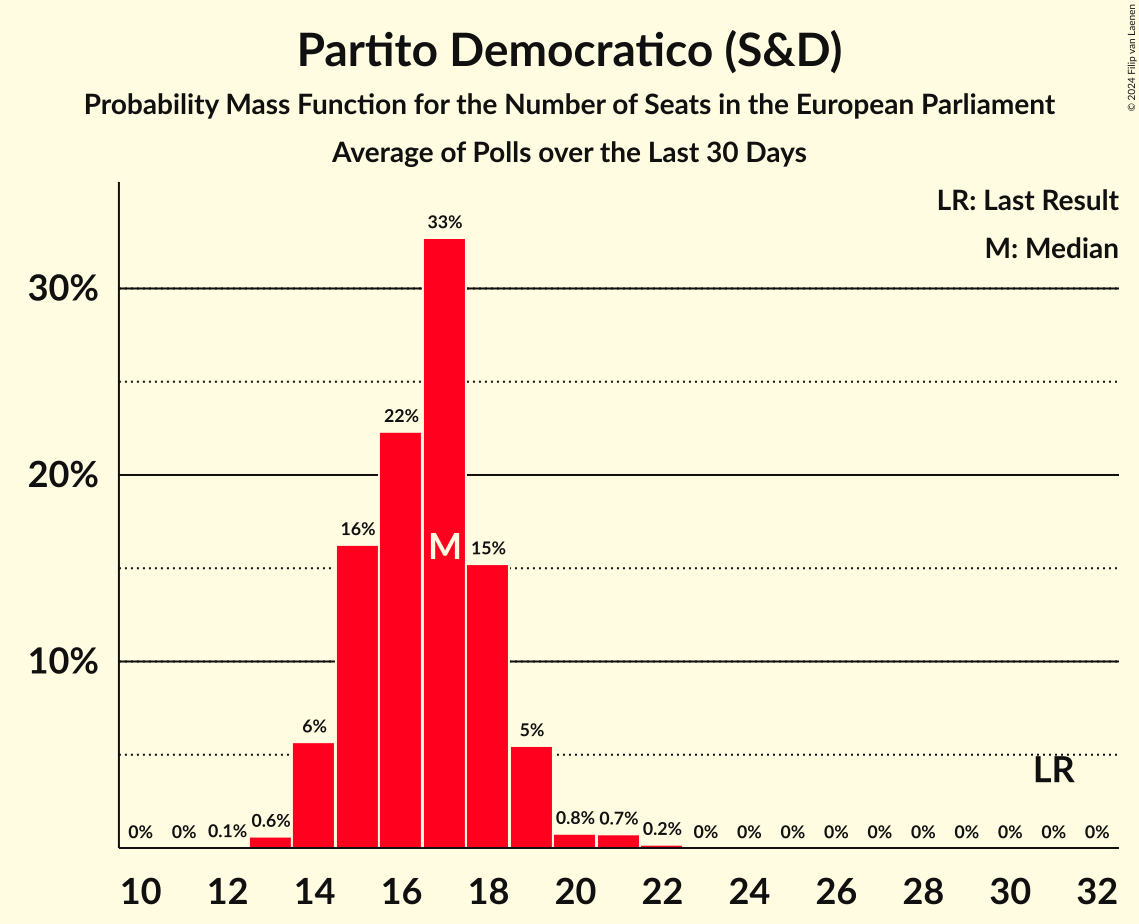 Partito Democratico (S&D)
Probability Mass Function for the Number of Seats in the European Parliament
Average of Polls over the Last 30 Days
© 2024 Filip van Laenen
LR: Last Result
M: Median
33%
30%
22%
20%
16%
M
15%
10%
6%
5%
LR
0% 0% 0.1% 0.6% 0.8% 0.7% 0.2% 0% 0% 0% 0% 0% 0% 0% 0% 0% 0%
10 12 14 16 18 20 22 24 26 28 30 32